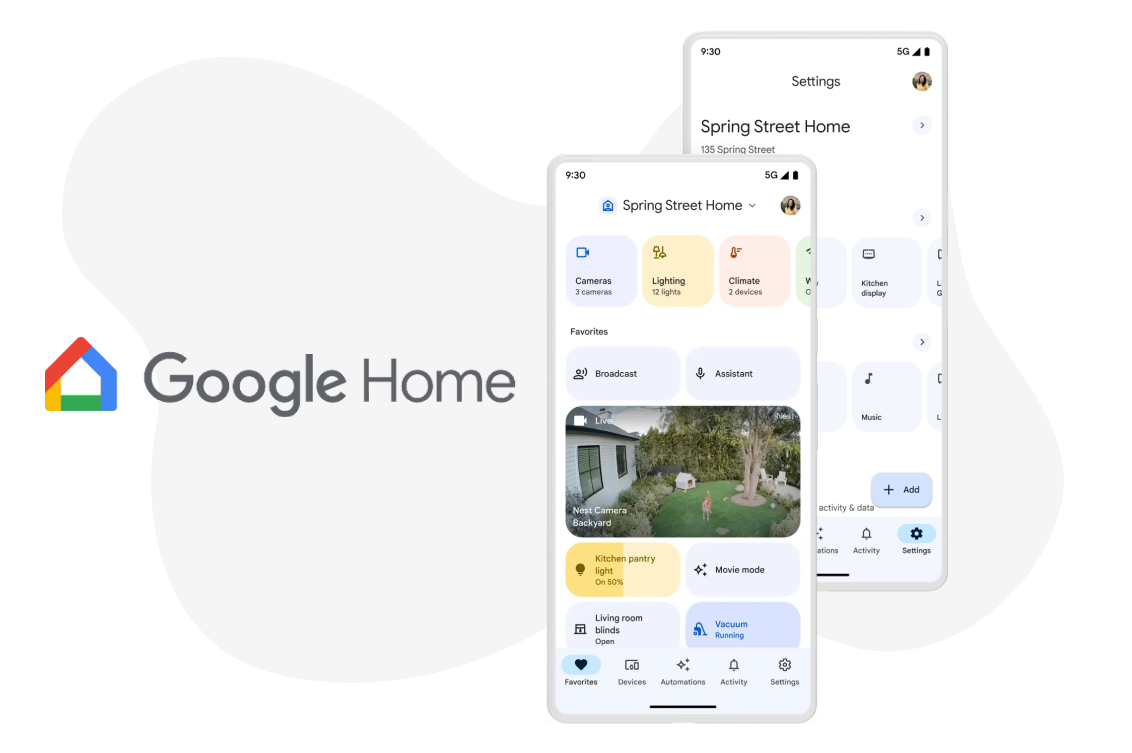 Google Home
9:30
5G
Settings
Spring Street Home
135 Spring Street
Kitchen
display
Music
Add
activity & data
Activity
Settings
9:30
5G
Spring Street Home
Cameras
3 cameras
Lighting
12 lights
Climate
2 devices
Favorites
Broadcast
Assistant
Live
Nest
Nest Camera
Backyard
Kitchen pantry
light
On 50%
Movie mode
Living room
blinds
Open
Vacuum
Running
Favorites
Devices
Automations
Activity
Settings